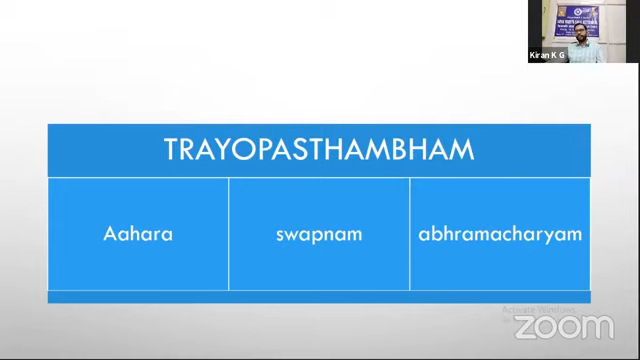 Kiran K G
TRAYOPASTHAMBHAM
Aahara
swapnam
abhramacharyam
Activate Windows
zoom